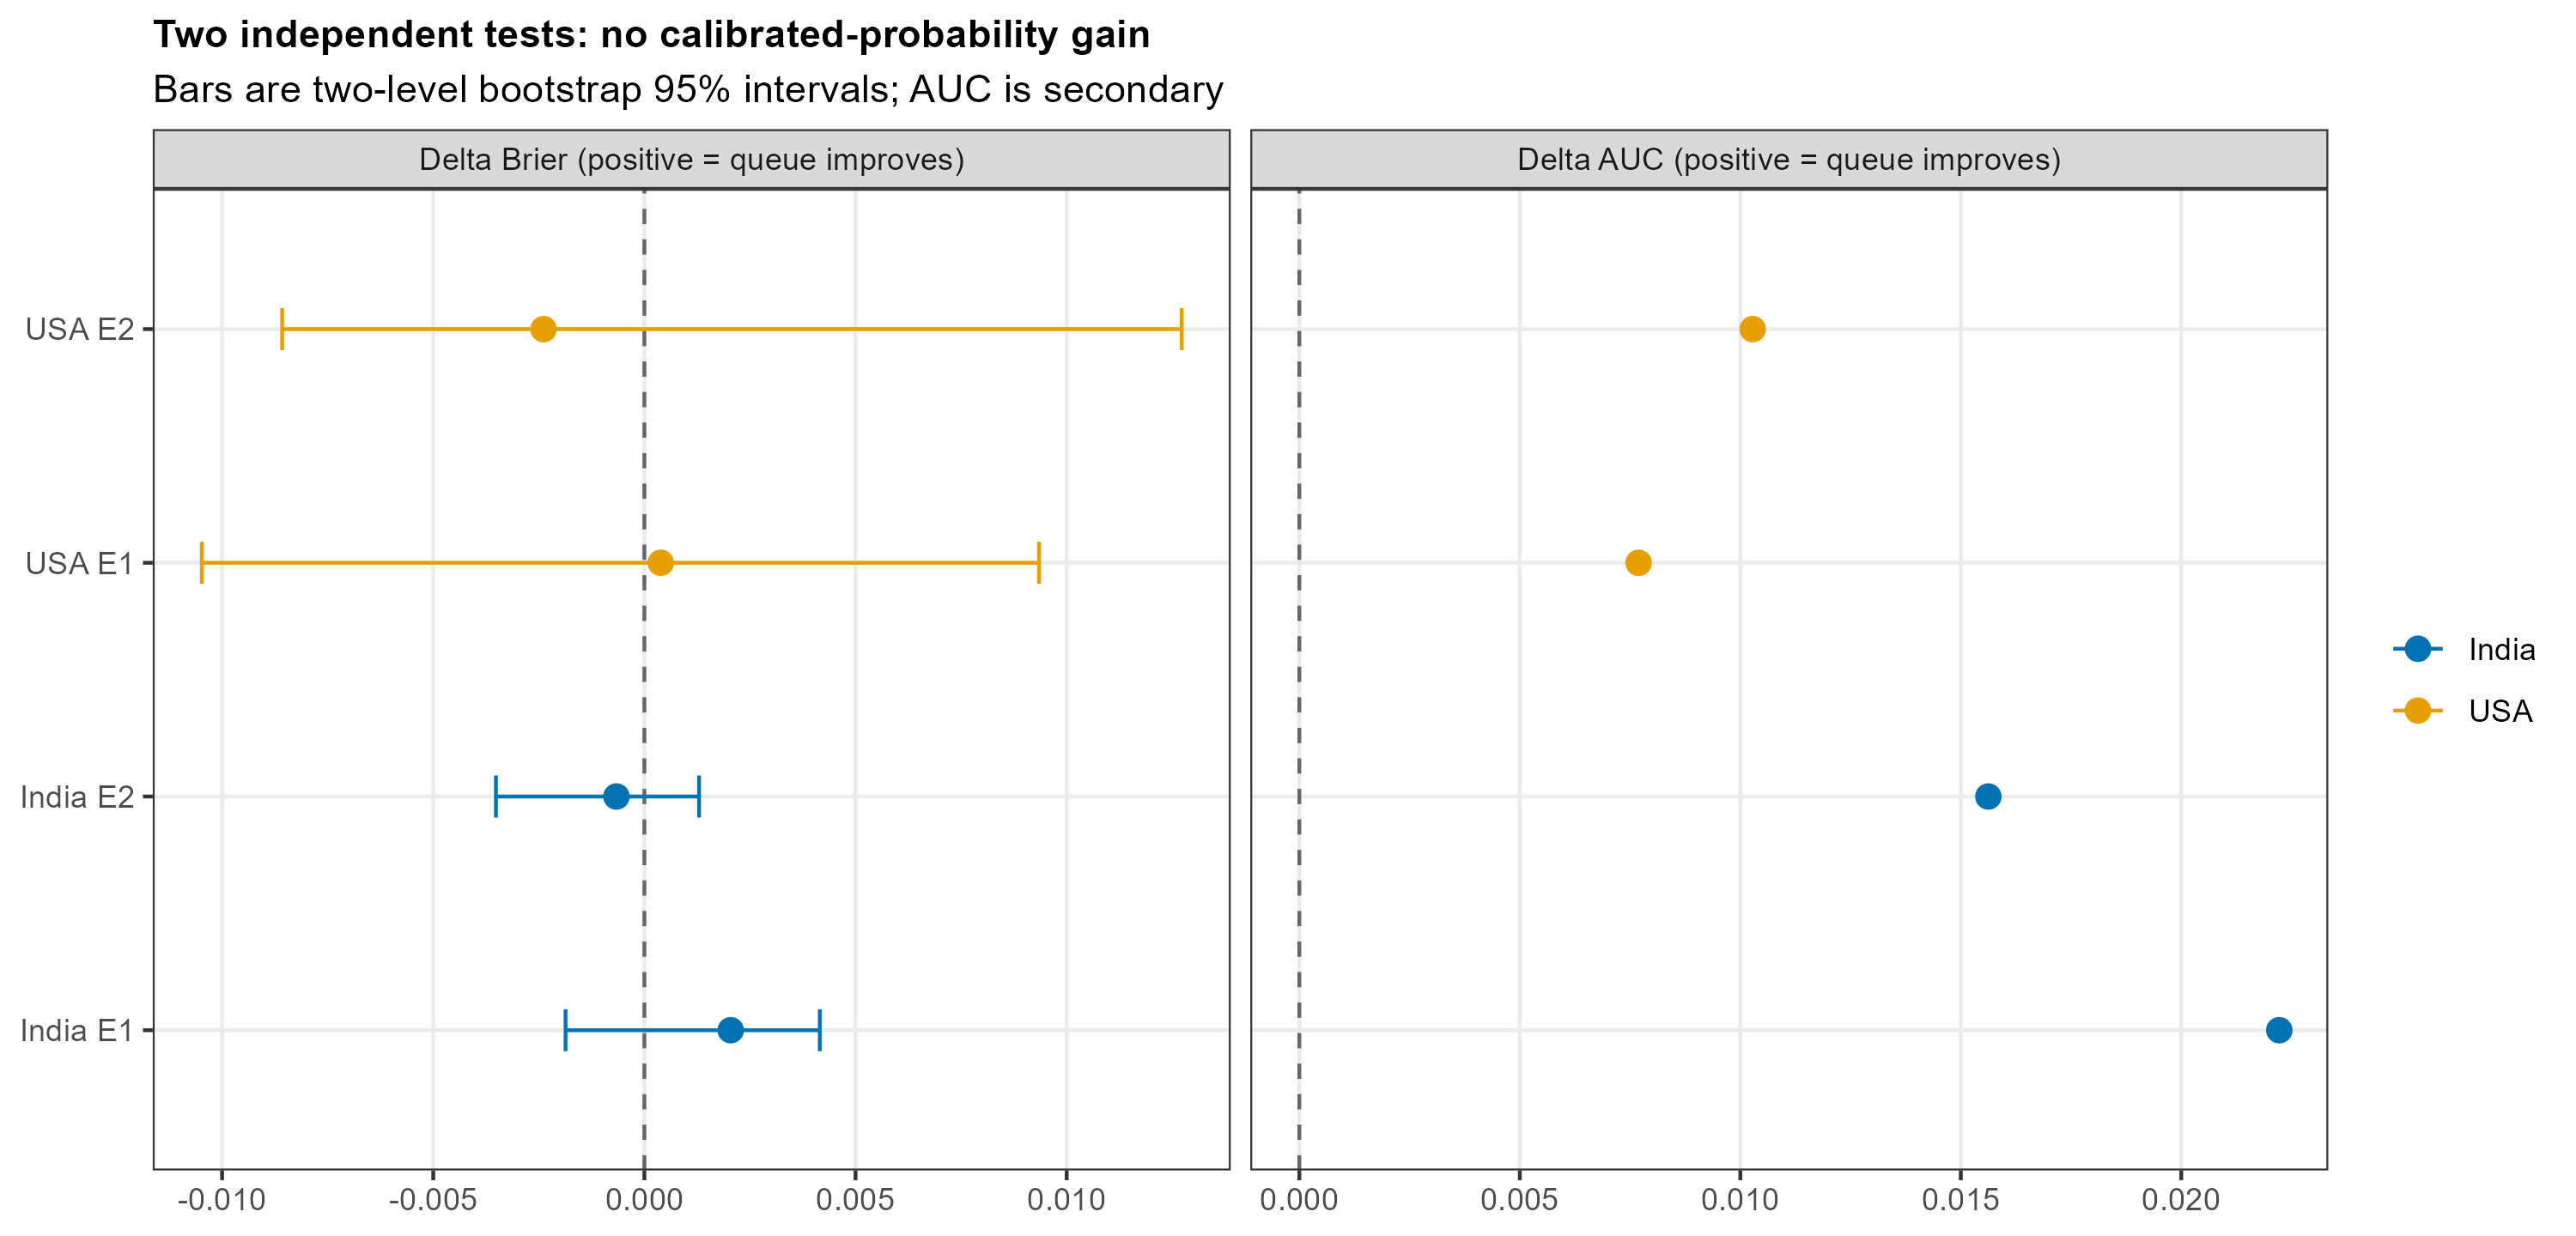 Two independent tests: no calibrated-probability gain
Bars are two-level bootstrap 95% intervals; AUC is secondary
Delta Brier (positive = queue improves)
Delta AUC (positive = queue improves)
USA E2
USA E1
India E2
India E1
-0.010 -0.005 0.000 0.005 0.010
0.000 0.005 0.010 0.015 0.020
India
USA